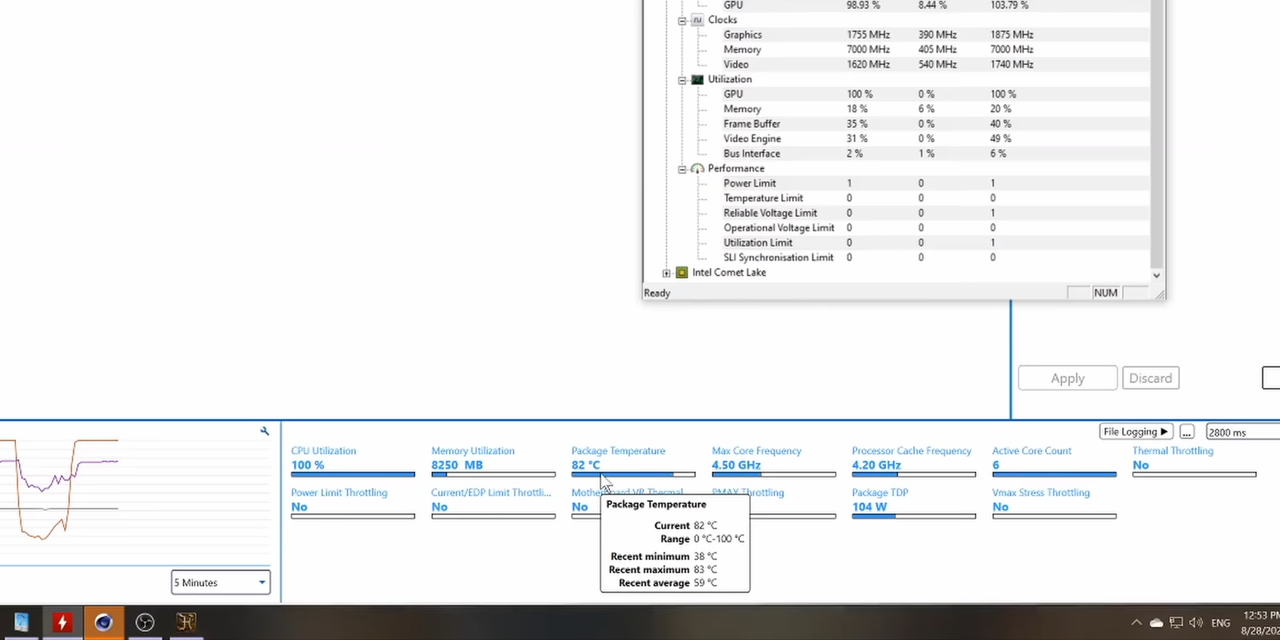 GPU 98.93 % 8.44 % 103.79 %
Clocks
Graphics 1755 MHz 390 MHz 1875 MHz
Memory 7000 MHz 405 MHz 7000 MHz
Video 1620 MHz 540 MHz 1740 MHz
Utilization
GPU 100 % 0 % 100 %
Memory 18 % 6 % 20 %
Frame Buffer 35 % 0 % 40 %
Video Engine 31 % 0 % 49 %
Bus Interface 2 % 1 % 6 %
Performance
Power Limit 1 0 1
Temperature Limit 0 0 0
Reliable Voltage Limit 0 0 1
Operational Voltage Limit 0 0 0
Utilization Limit 0 0 1
SLI Synchronisation Limit 0 0 0
Intel Comet Lake
Ready NUM
Apply Discard
File Logging ... 2800 ms
CPU Utilization Memory Utilization Package Temperature Max Core Frequency Processor Cache Frequency Active Core Count Thermal Throttling
100 % 8250 MB 82 °C 4.50 GHz 4.20 GHz 6 No
Power Limit Throttling Current/EDP Limit Throttli... Package TDP Vmax Stress Throttling
No No No 104 W No
Package Temperature
Current 82 °C
Range 0 °C-100 °C
Recent minimum 38 °C
Recent maximum 83 °C
Recent average 59 °C
5 Minutes
ENG 12:53 PM